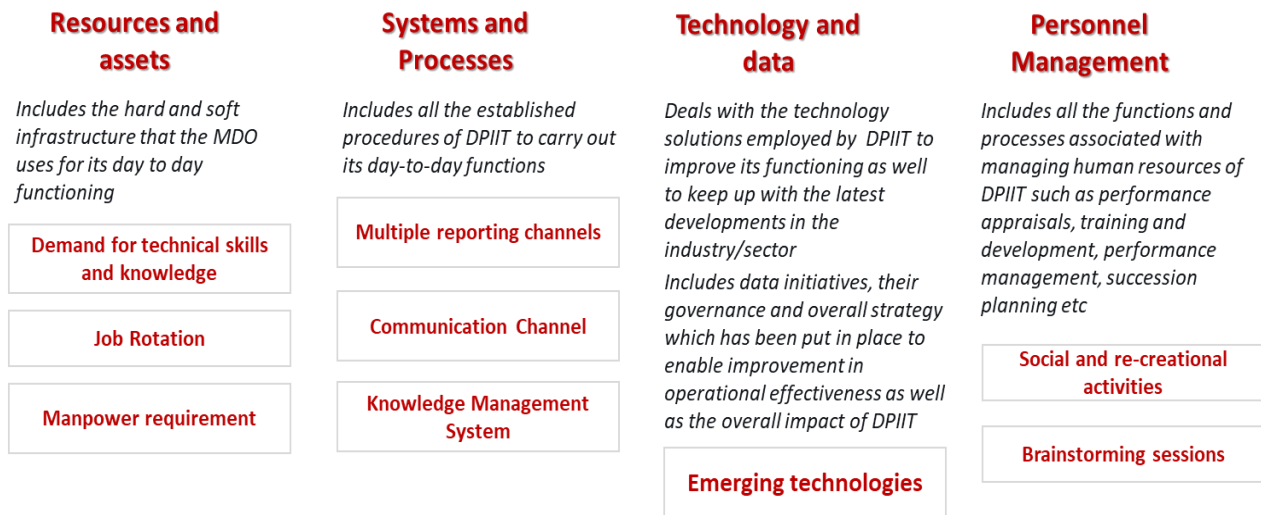 Resources and
assets
Includes the hard and soft
infrastructure that the MDO
uses for its day to day
functioning
Demand for technical skills
and knowledge
Job Rotation
Manpower requirement
Systems and
Processes
Includes all the established
procedures of DPIIT to carry out
its day-to-day functions
Multiple reporting channels
Communication Channel
Knowledge Management
System
Technology and
data
Deals with the technology
solutions employed by DPIIT to
improve its functioning as well
to keep up with the latest
developments in the
industry/sector
Includes data initiatives, their
governance and overall strategy
which has been put in place to
enable improvement in
operational effectiveness as well
as the overall impact of DPIIT
Emerging technologies
Personnel
Management
Includes all the functions and
processes associated with
managing human resources of
DPIIT such as performance
appraisals, training and
development, performance
management, succession
planning etc
Social and re-creational
activities
Brainstorming sessions